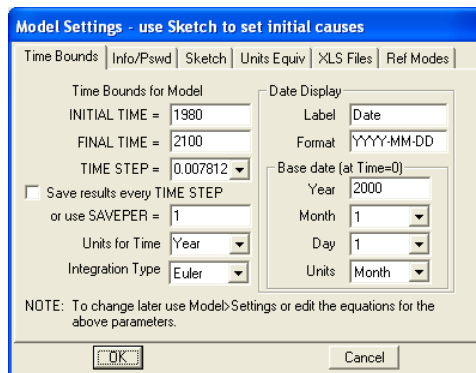 Model Settings - use Sketch to set initial causes
Time Bounds Info/Pswd Sketch Units Equiv XLS Files Ref Modes
Time Bounds for Model
INITIAL TIME = 1980
FINAL TIME = 2100
TIME STEP = 0.007812
Save results every TIME STEP
or use SAVEPER = 1
Units for Time Year
Integration Type Euler
Date Display
Label Date
Format YYYY-MM-DD
Base date (at Time=0)
Year 2000
Month 1
Day 1
Units Month
NOTE: To change later use Model>Settings or edit the equations for the
above parameters.
OK Cancel